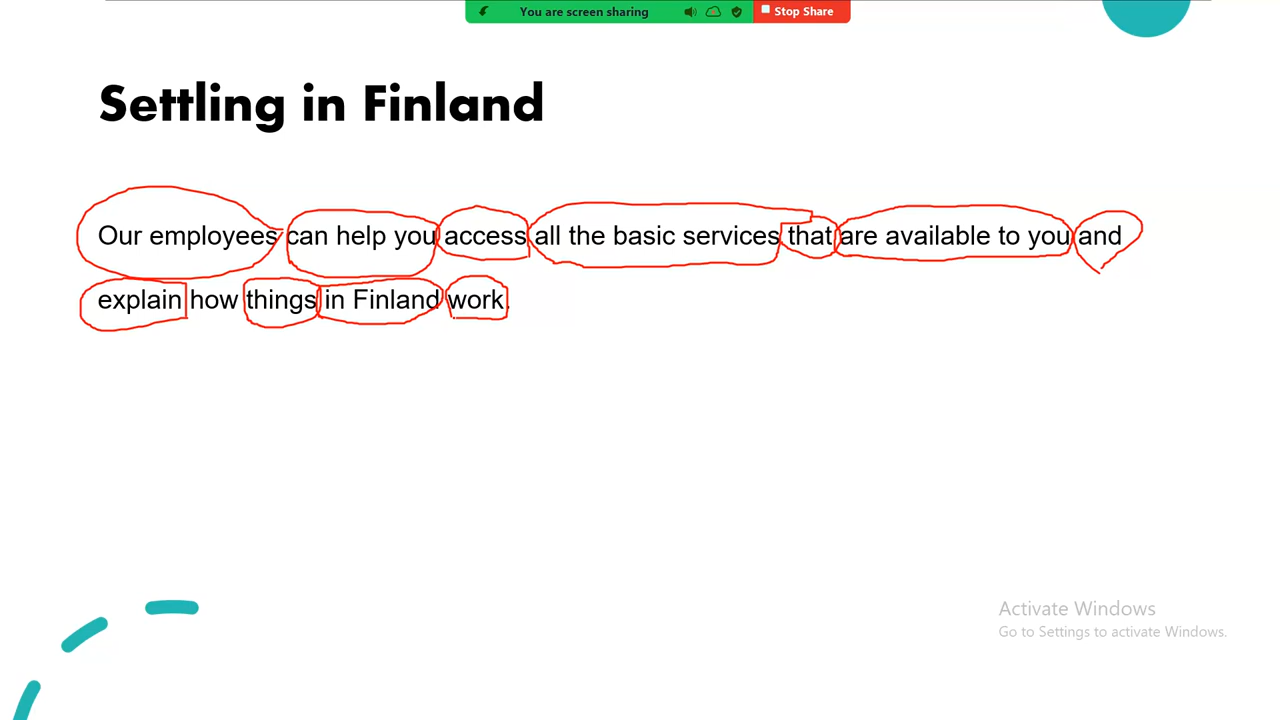 You are screen sharing Stop Share
Settling in Finland
Our employees can help you access all the basic services that are available to you and
explain how things in Finland work.
Activate Windows
Go to Settings to activate Windows.